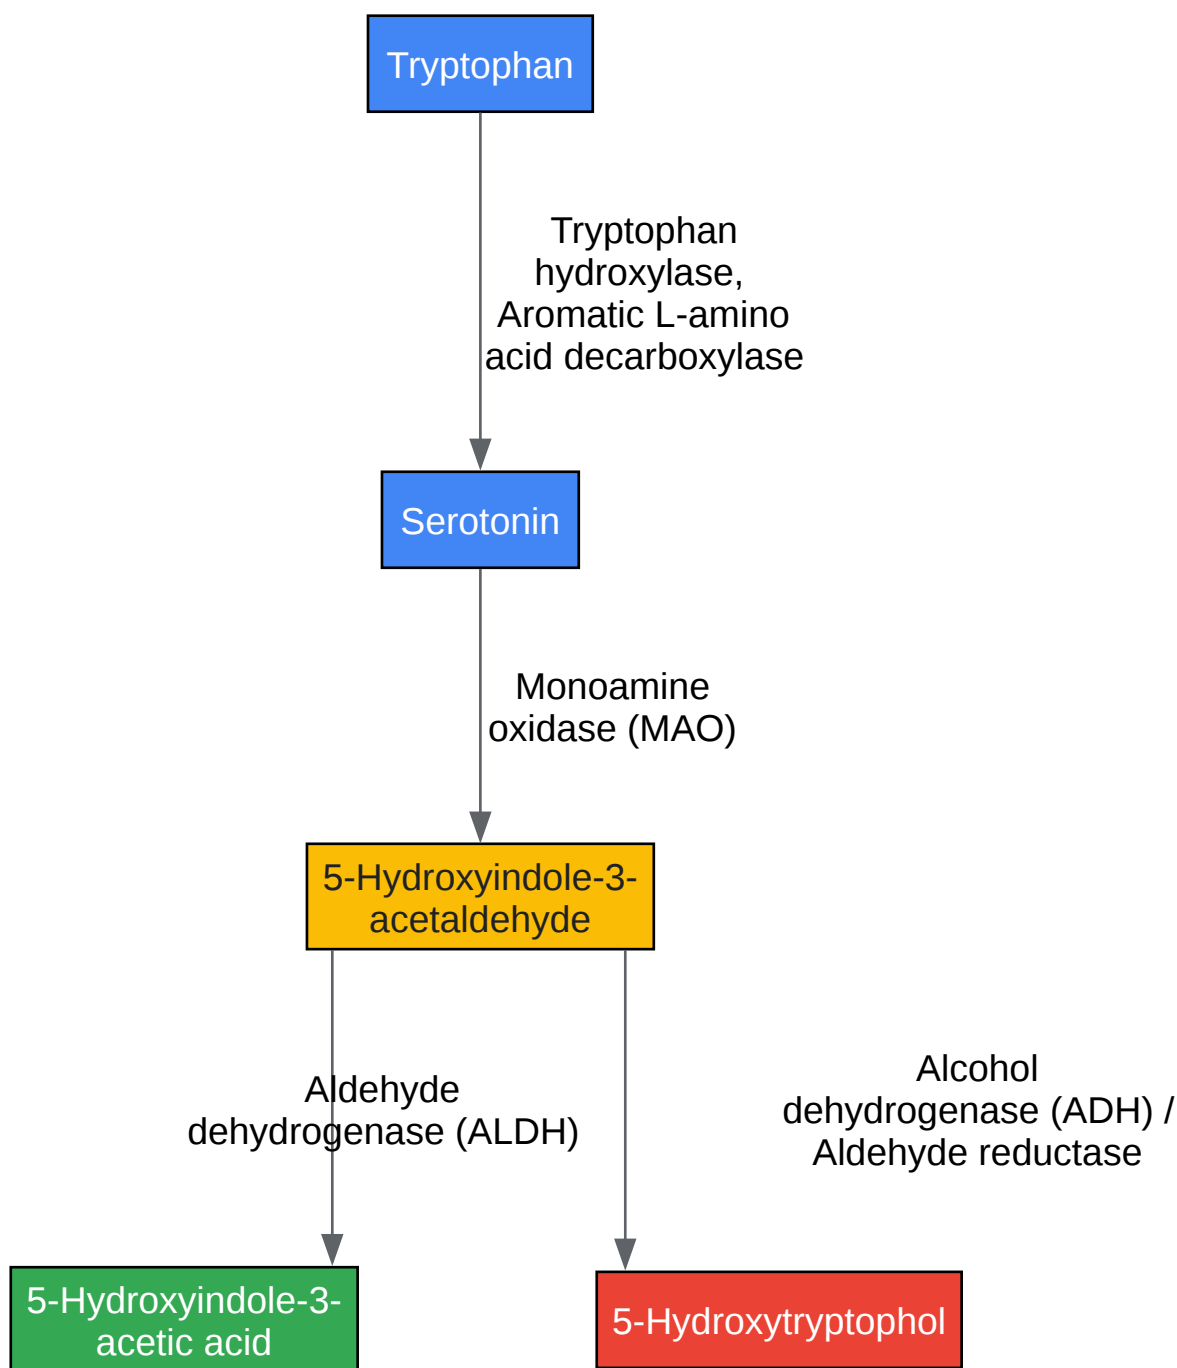 Tryptophan
Tryptophan
hydroxylase,
Aromatic L-amino
acid decarboxylase
Serotonin
Monoamine
oxidase (MAO)
5-Hydroxyindole-3-
acetaldehyde
Aldehyde
dehydrogenase (ALDH)
Alcohol
dehydrogenase (ADH) /
Aldehyde reductase
5-Hydroxyindole-3-
acetic acid
5-Hydroxytryptophol